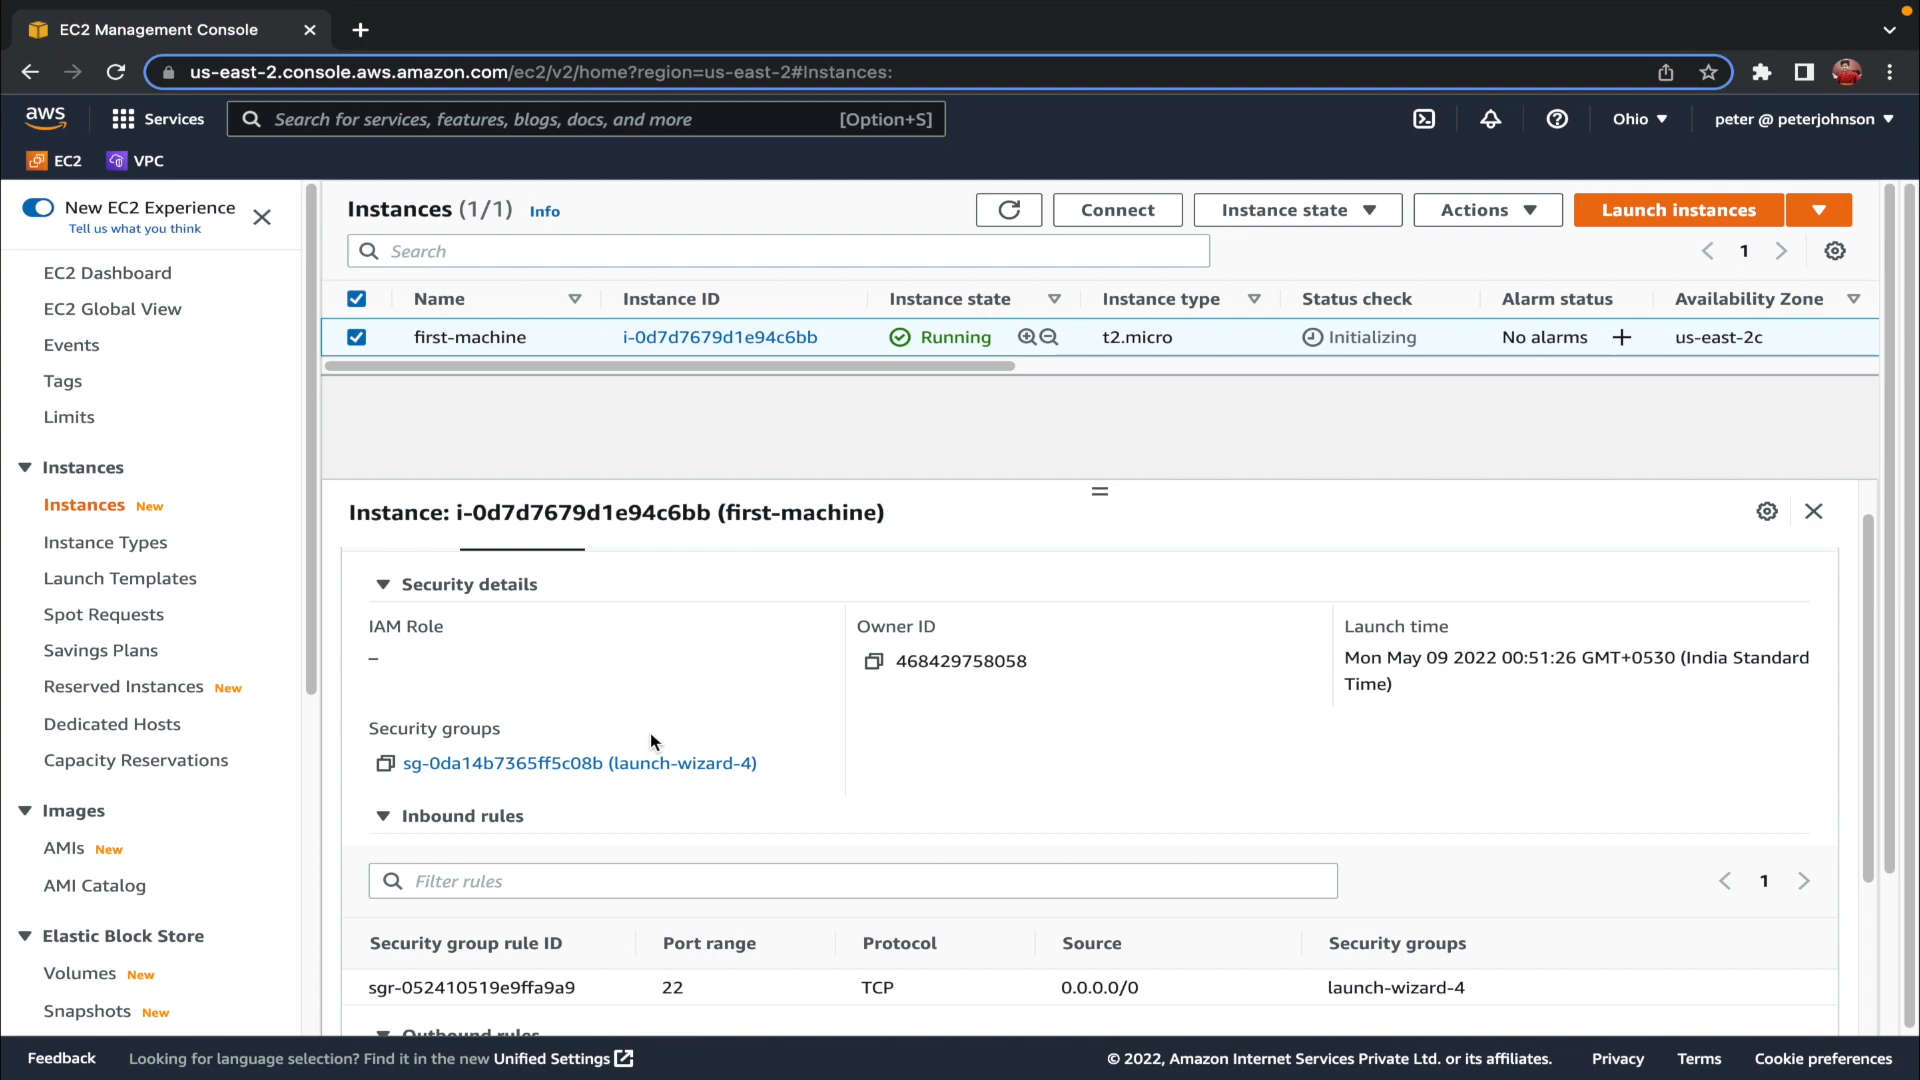 EC2 Management Console
us-east-2.console.aws.amazon.com/ec2/v2/home?region=us-east-2#Instances:
aws
Services
Search for services, features, blogs, docs, and more
[Option+S]
Ohio
peter @ peterjohnson
EC2
VPC
New EC2 Experience
Tell us what you think
EC2 Dashboard
EC2 Global View
Events
Tags
Limits
Instances
Instances New
Instance Types
Launch Templates
Spot Requests
Savings Plans
Reserved Instances New
Dedicated Hosts
Capacity Reservations
Images
AMIs New
AMI Catalog
Elastic Block Store
Volumes New
Snapshots New
Instances (1/1) Info
Connect
Instance state
Actions
Launch instances
Search
1
Name Instance ID Instance state Instance type Status check Alarm status Availability Zone
first-machine i-0d7d7679d1e94c6bb Running t2.micro Initializing No alarms + us-east-2c
Instance: i-0d7d7679d1e94c6bb (first-machine)
Security details
IAM Role
–
Owner ID
468429758058
Launch time
Mon May 09 2022 00:51:26 GMT+0530 (India Standard
Time)
Security groups
sg-0da14b7365ff5c08b (launch-wizard-4)
Inbound rules
Filter rules
1
Security group rule ID Port range Protocol Source Security groups
sgr-052410519e9ffa9a9 22 TCP 0.0.0.0/0 launch-wizard-4
Outbound rules
Feedback
Looking for language selection? Find it in the new Unified Settings
© 2022, Amazon Internet Services Private Ltd. or its affiliates.
Privacy
Terms
Cookie preferences